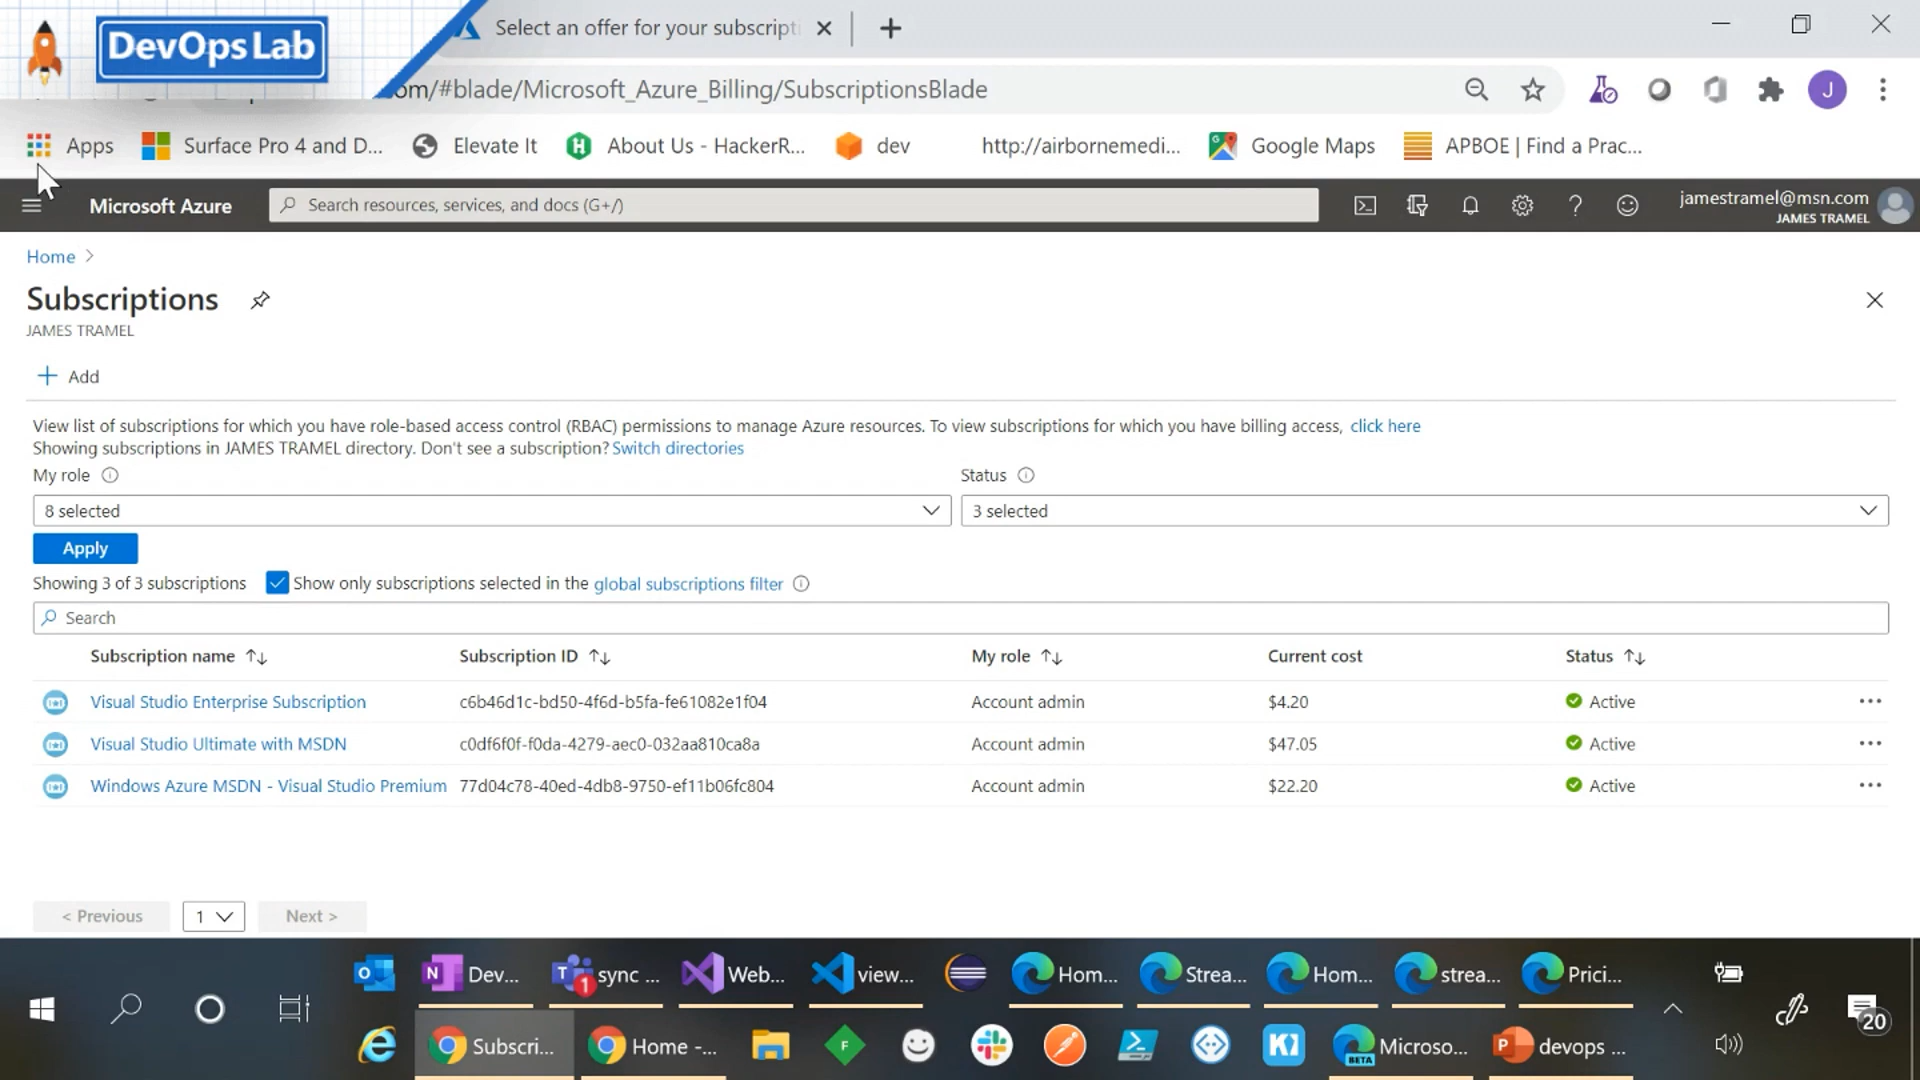 DevOps Lab
Select an offer for your subscripti
om/#blade/Microsoft_Azure_Billing/SubscriptionsBlade
J
Apps
Surface Pro 4 and D...
Elevate It
About Us - HackerR...
dev
http://airbornemedi...
Google Maps
APBOE | Find a Prac...
Microsoft Azure
Search resources, services, and docs (G+/)
jamestramel@msn.com
JAMES TRAMEL
Home
Subscriptions
JAMES TRAMEL
Add
View list of subscriptions for which you have role-based access control (RBAC) permissions to manage Azure resources. To view subscriptions for which you have billing access, click here
Showing subscriptions in JAMES TRAMEL directory. Don't see a subscription? Switch directories
My role
Status
8 selected
3 selected
Apply
Showing 3 of 3 subscriptions
Show only subscriptions selected in the global subscriptions filter
Search
Subscription name Subscription ID My role Current cost Status
Visual Studio Enterprise Subscription c6b46d1c-bd50-4f6d-b5fa-fe61082e1f04 Account admin $4.20 Active
Visual Studio Ultimate with MSDN c0df6f0f-f0da-4279-aec0-032aa810ca8a Account admin $47.05 Active
Windows Azure MSDN - Visual Studio Premium 77d04c78-40ed-4db8-9750-ef11b06fc804 Account admin $22.20 Active
< Previous 1 Next >
Dev...
1
sync ...
Web...
view...
Hom...
Strea...
Hom...
strea...
Prici...
Subscri...
Home -...
F
BETA
Microso...
devops ...
20